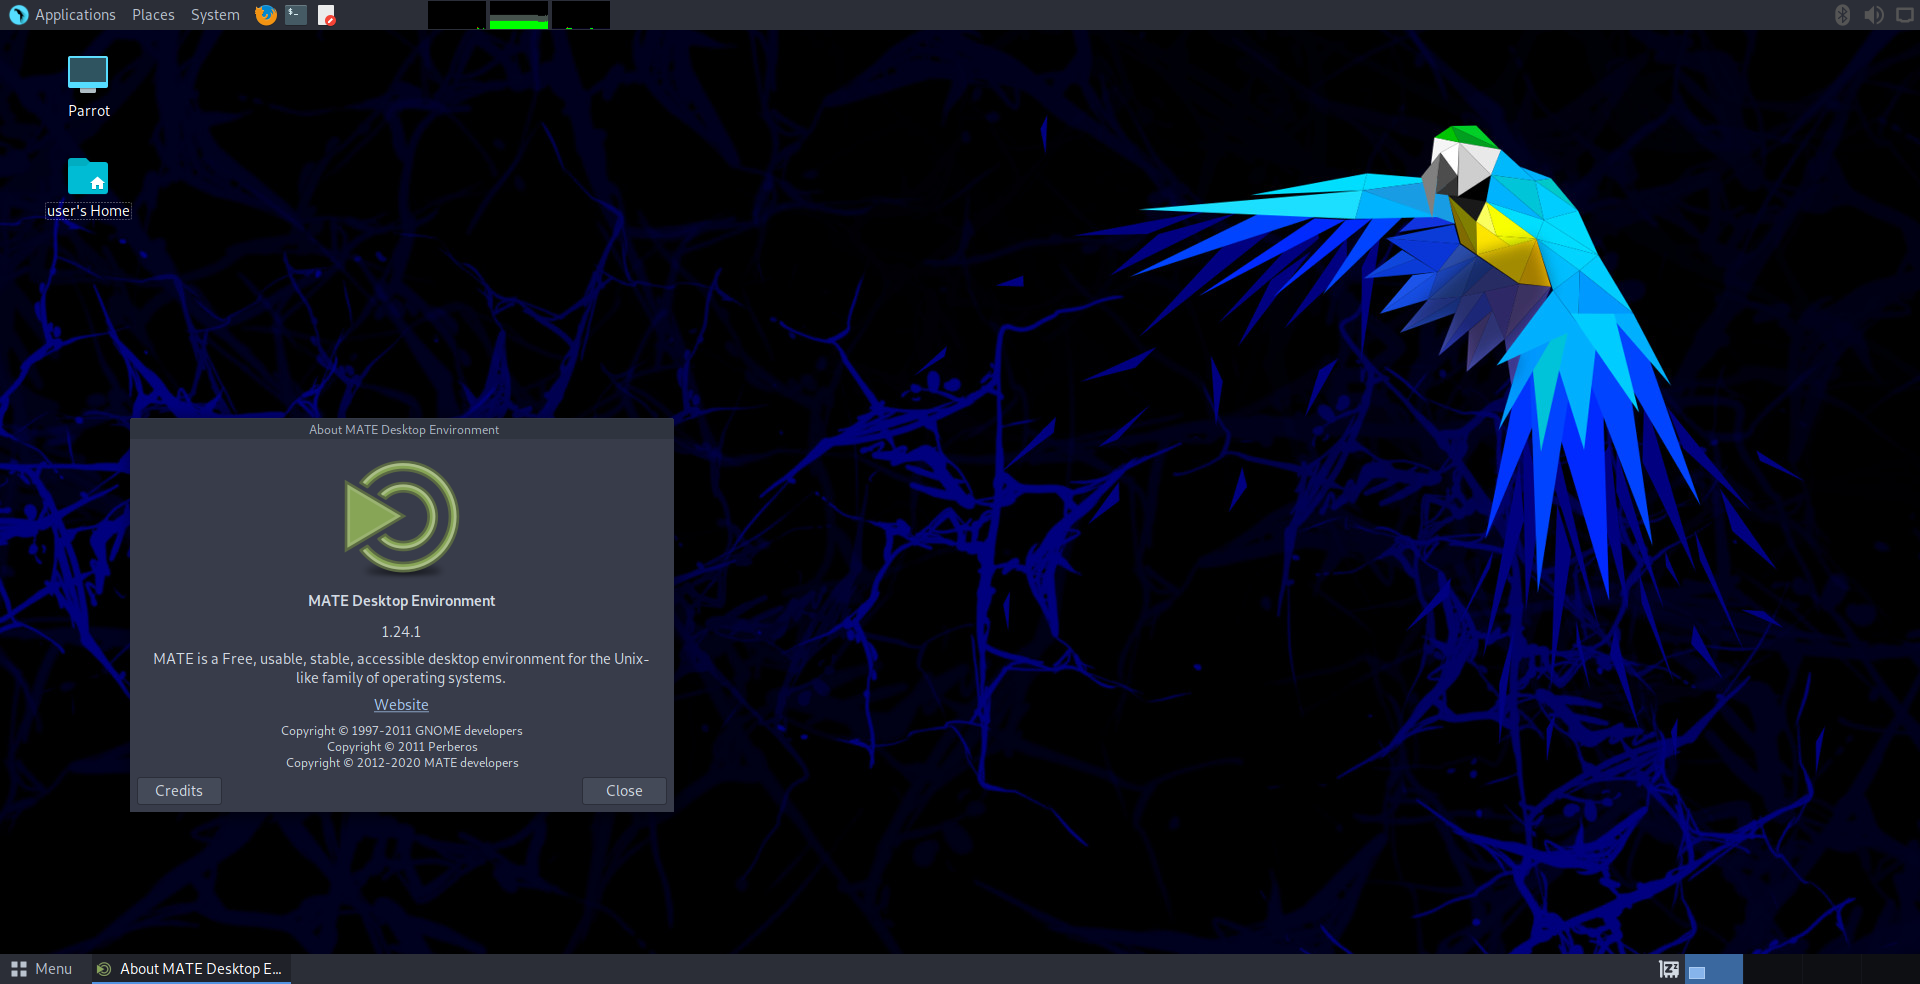 Applications Places System
Parrot
user's Home
About MATE Desktop Environment
MATE Desktop Environment
1.24.1
MATE is a Free, usable, stable, accessible desktop environment for the Unix-
like family of operating systems.
Website
Copyright © 1997-2011 GNOME developers
Copyright © 2011 Perberos
Copyright © 2012-2020 MATE developers
Credits Close
Menu About MATE Desktop E...